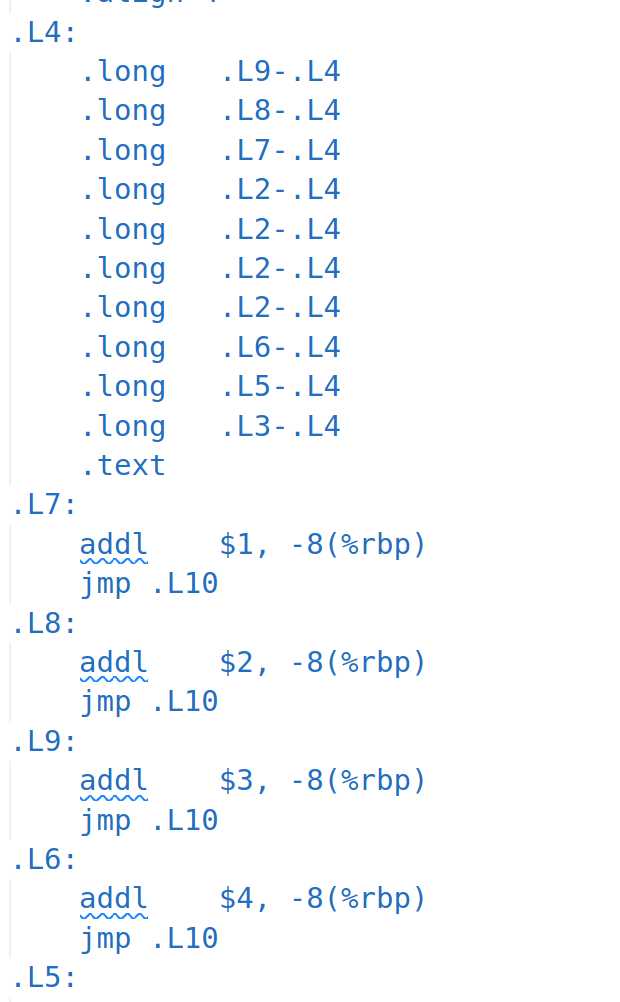 .L4:
.long .L9-.L4
.long .L8-.L4
.long .L7-.L4
.long .L2-.L4
.long .L2-.L4
.long .L2-.L4
.long .L2-.L4
.long .L6-.L4
.long .L5-.L4
.long .L3-.L4
.text
.L7:
addl $1, -8(%rbp)
jmp .L10
.L8:
addl $2, -8(%rbp)
jmp .L10
.L9:
addl $3, -8(%rbp)
jmp .L10
.L6:
addl $4, -8(%rbp)
jmp .L10
.L5: